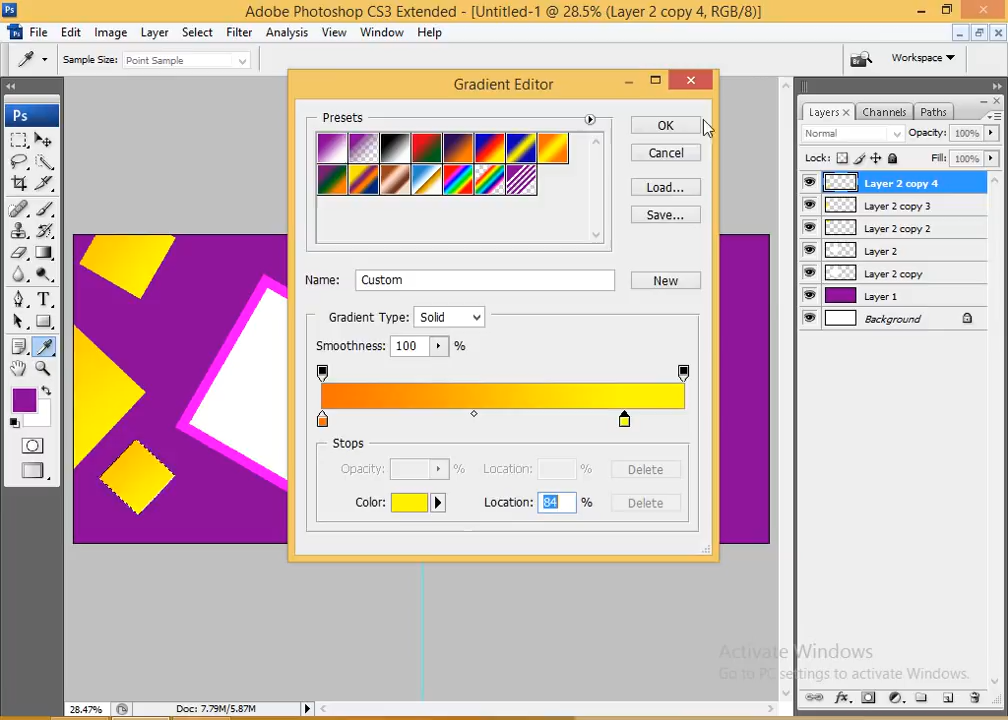 Adobe Photoshop CS3 Extended - [Untitled-1 @ 28.5% (Layer 2 copy 4, RGB/8)]
File Edit Image Layer Select Filter Analysis View Window Help
Sample Size: Point Sample
Workspace
Ps
Gradient Editor
Presets
OK
Cancel
Load...
Save...
Name: Custom
New
Gradient Type: Solid
Smoothness: 100 %
Stops
Opacity: % Location: % Delete
Color: Location: 84 % Delete
Layers Channels Paths
Normal Opacity: 100%
Lock: Fill: 100%
Layer 2 copy 4
Layer 2 copy 3
Layer 2 copy 2
Layer 2
Layer 2 copy
Layer 1
Background
Activate Windows
Go to PC settings to activate Windows.
28.47% Doc: 7.79M/5.87M